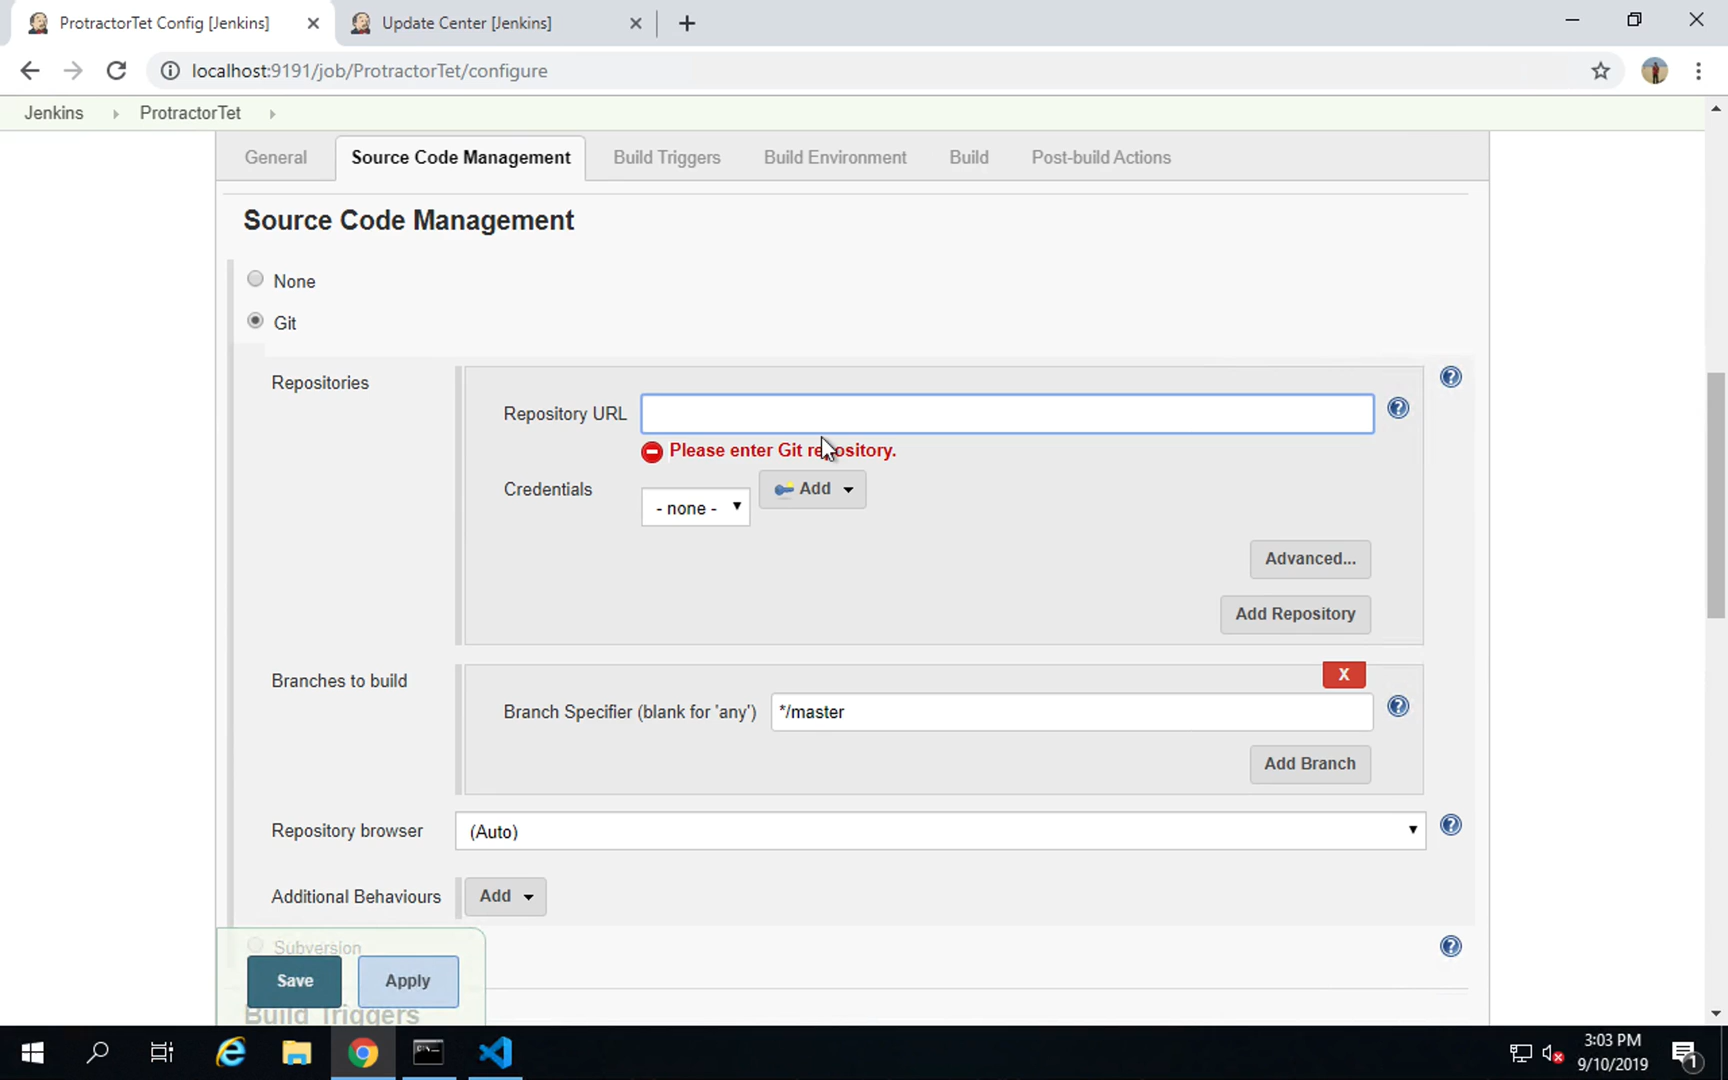 ProtractorTet Config [Jenkins]
Update Center [Jenkins]
localhost:9191/job/ProtractorTet/configure
Jenkins
ProtractorTet
General
Source Code Management
Build Triggers
Build Environment
Build
Post-build Actions
Source Code Management
None
Git
Repositories
Repository URL
Please enter Git repository.
Credentials
- none -
Add
Advanced...
Add Repository
Branches to build
X
Branch Specifier (blank for 'any')
*/master
Add Branch
Repository browser
(Auto)
Additional Behaviours
Add
Subversion
Save
Apply
Build Triggers
3:03 PM
9/10/2019
1